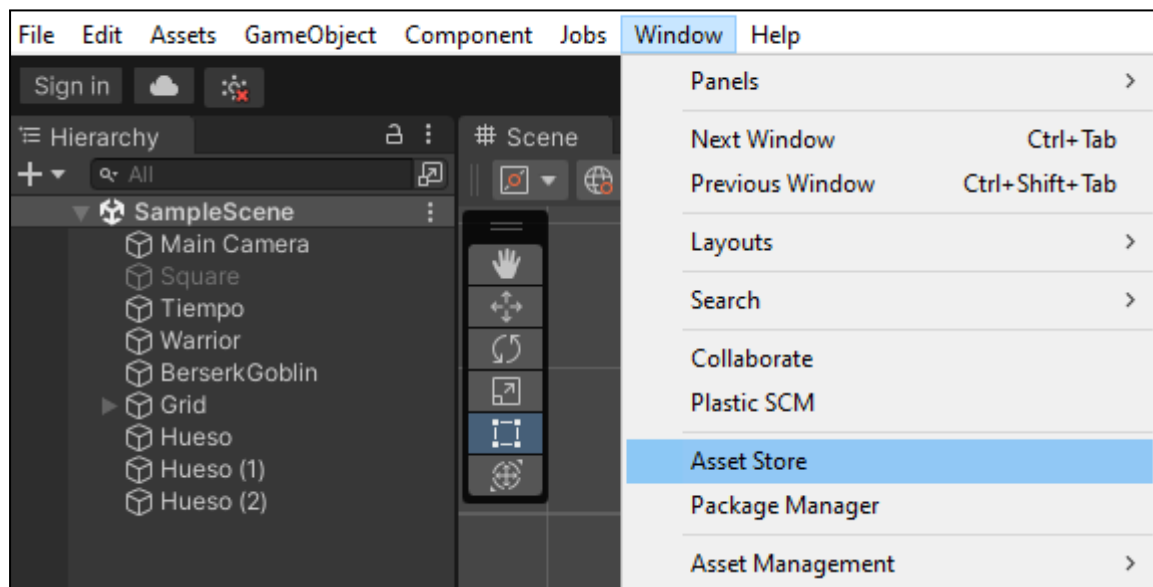 File Edit Assets GameObject Component Jobs Window Help
Sign in
Hierarchy
All
SampleScene
Main Camera
Square
Tiempo
Warrior
BerserkGoblin
Grid
Hueso
Hueso (1)
Hueso (2)
Scene
Panels
Next Window Ctrl+Tab
Previous Window Ctrl+Shift+Tab
Layouts
Search
Collaborate
Plastic SCM
Asset Store
Package Manager
Asset Management